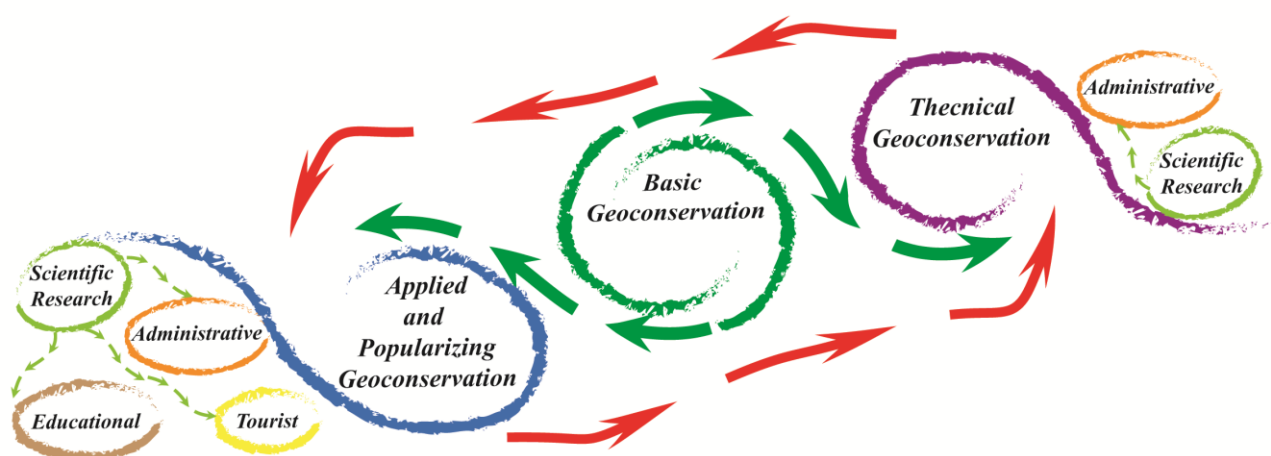 Scientific
Research
Administrative
Educational
Tourist
Applied
and
Popularizing
Geoconservation
Basic
Geoconservation
Thecnical
Geoconservation
Administrative
Scientific
Research